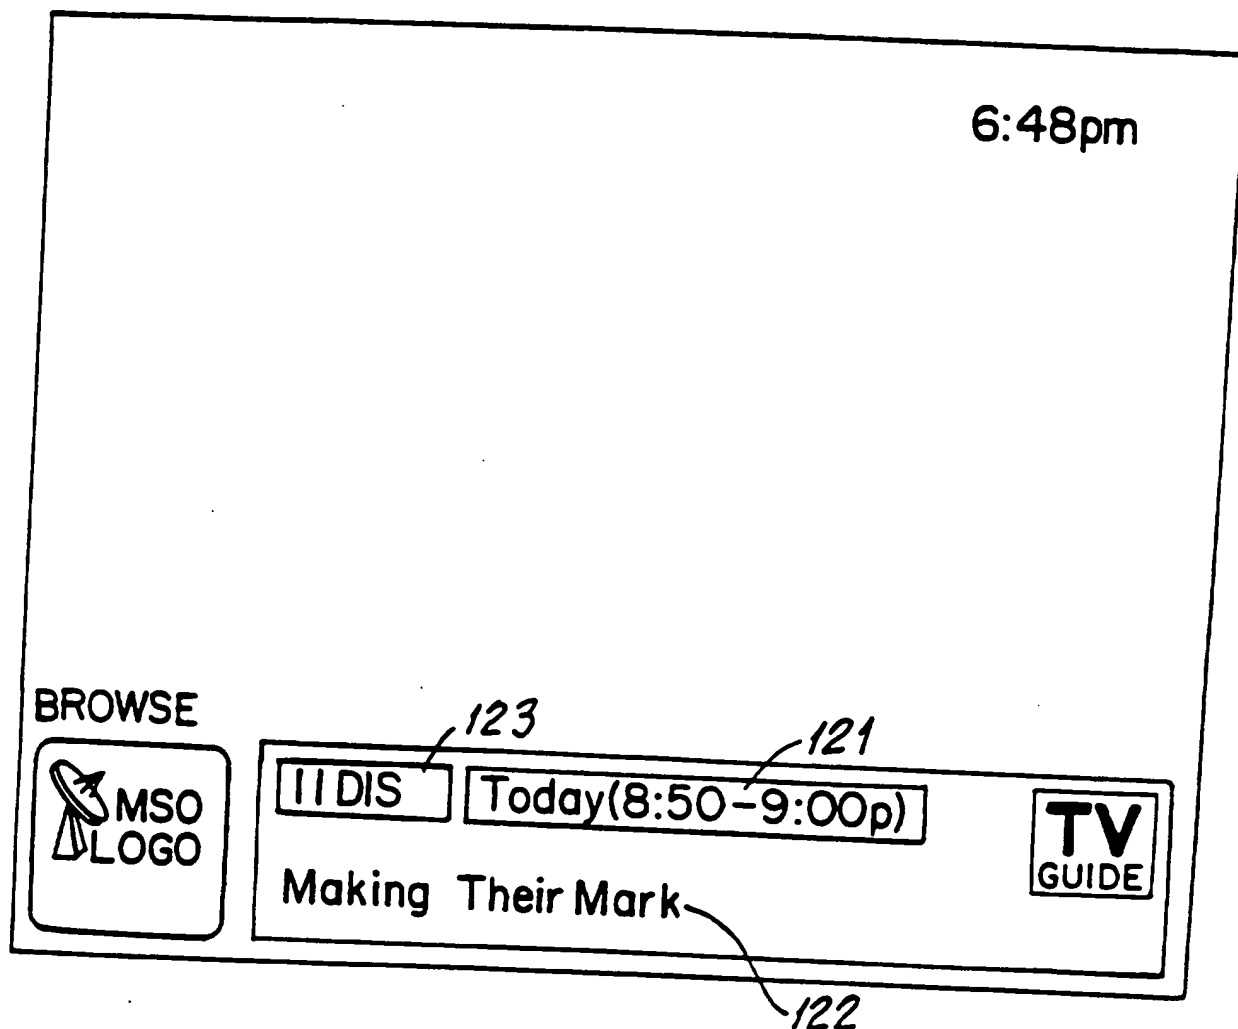 6:48pm
BROWSE
123
121
MSO
LOGO
11 DIS
Today(8:50-9:00p)
TV
GUIDE
Making Their Mark
122